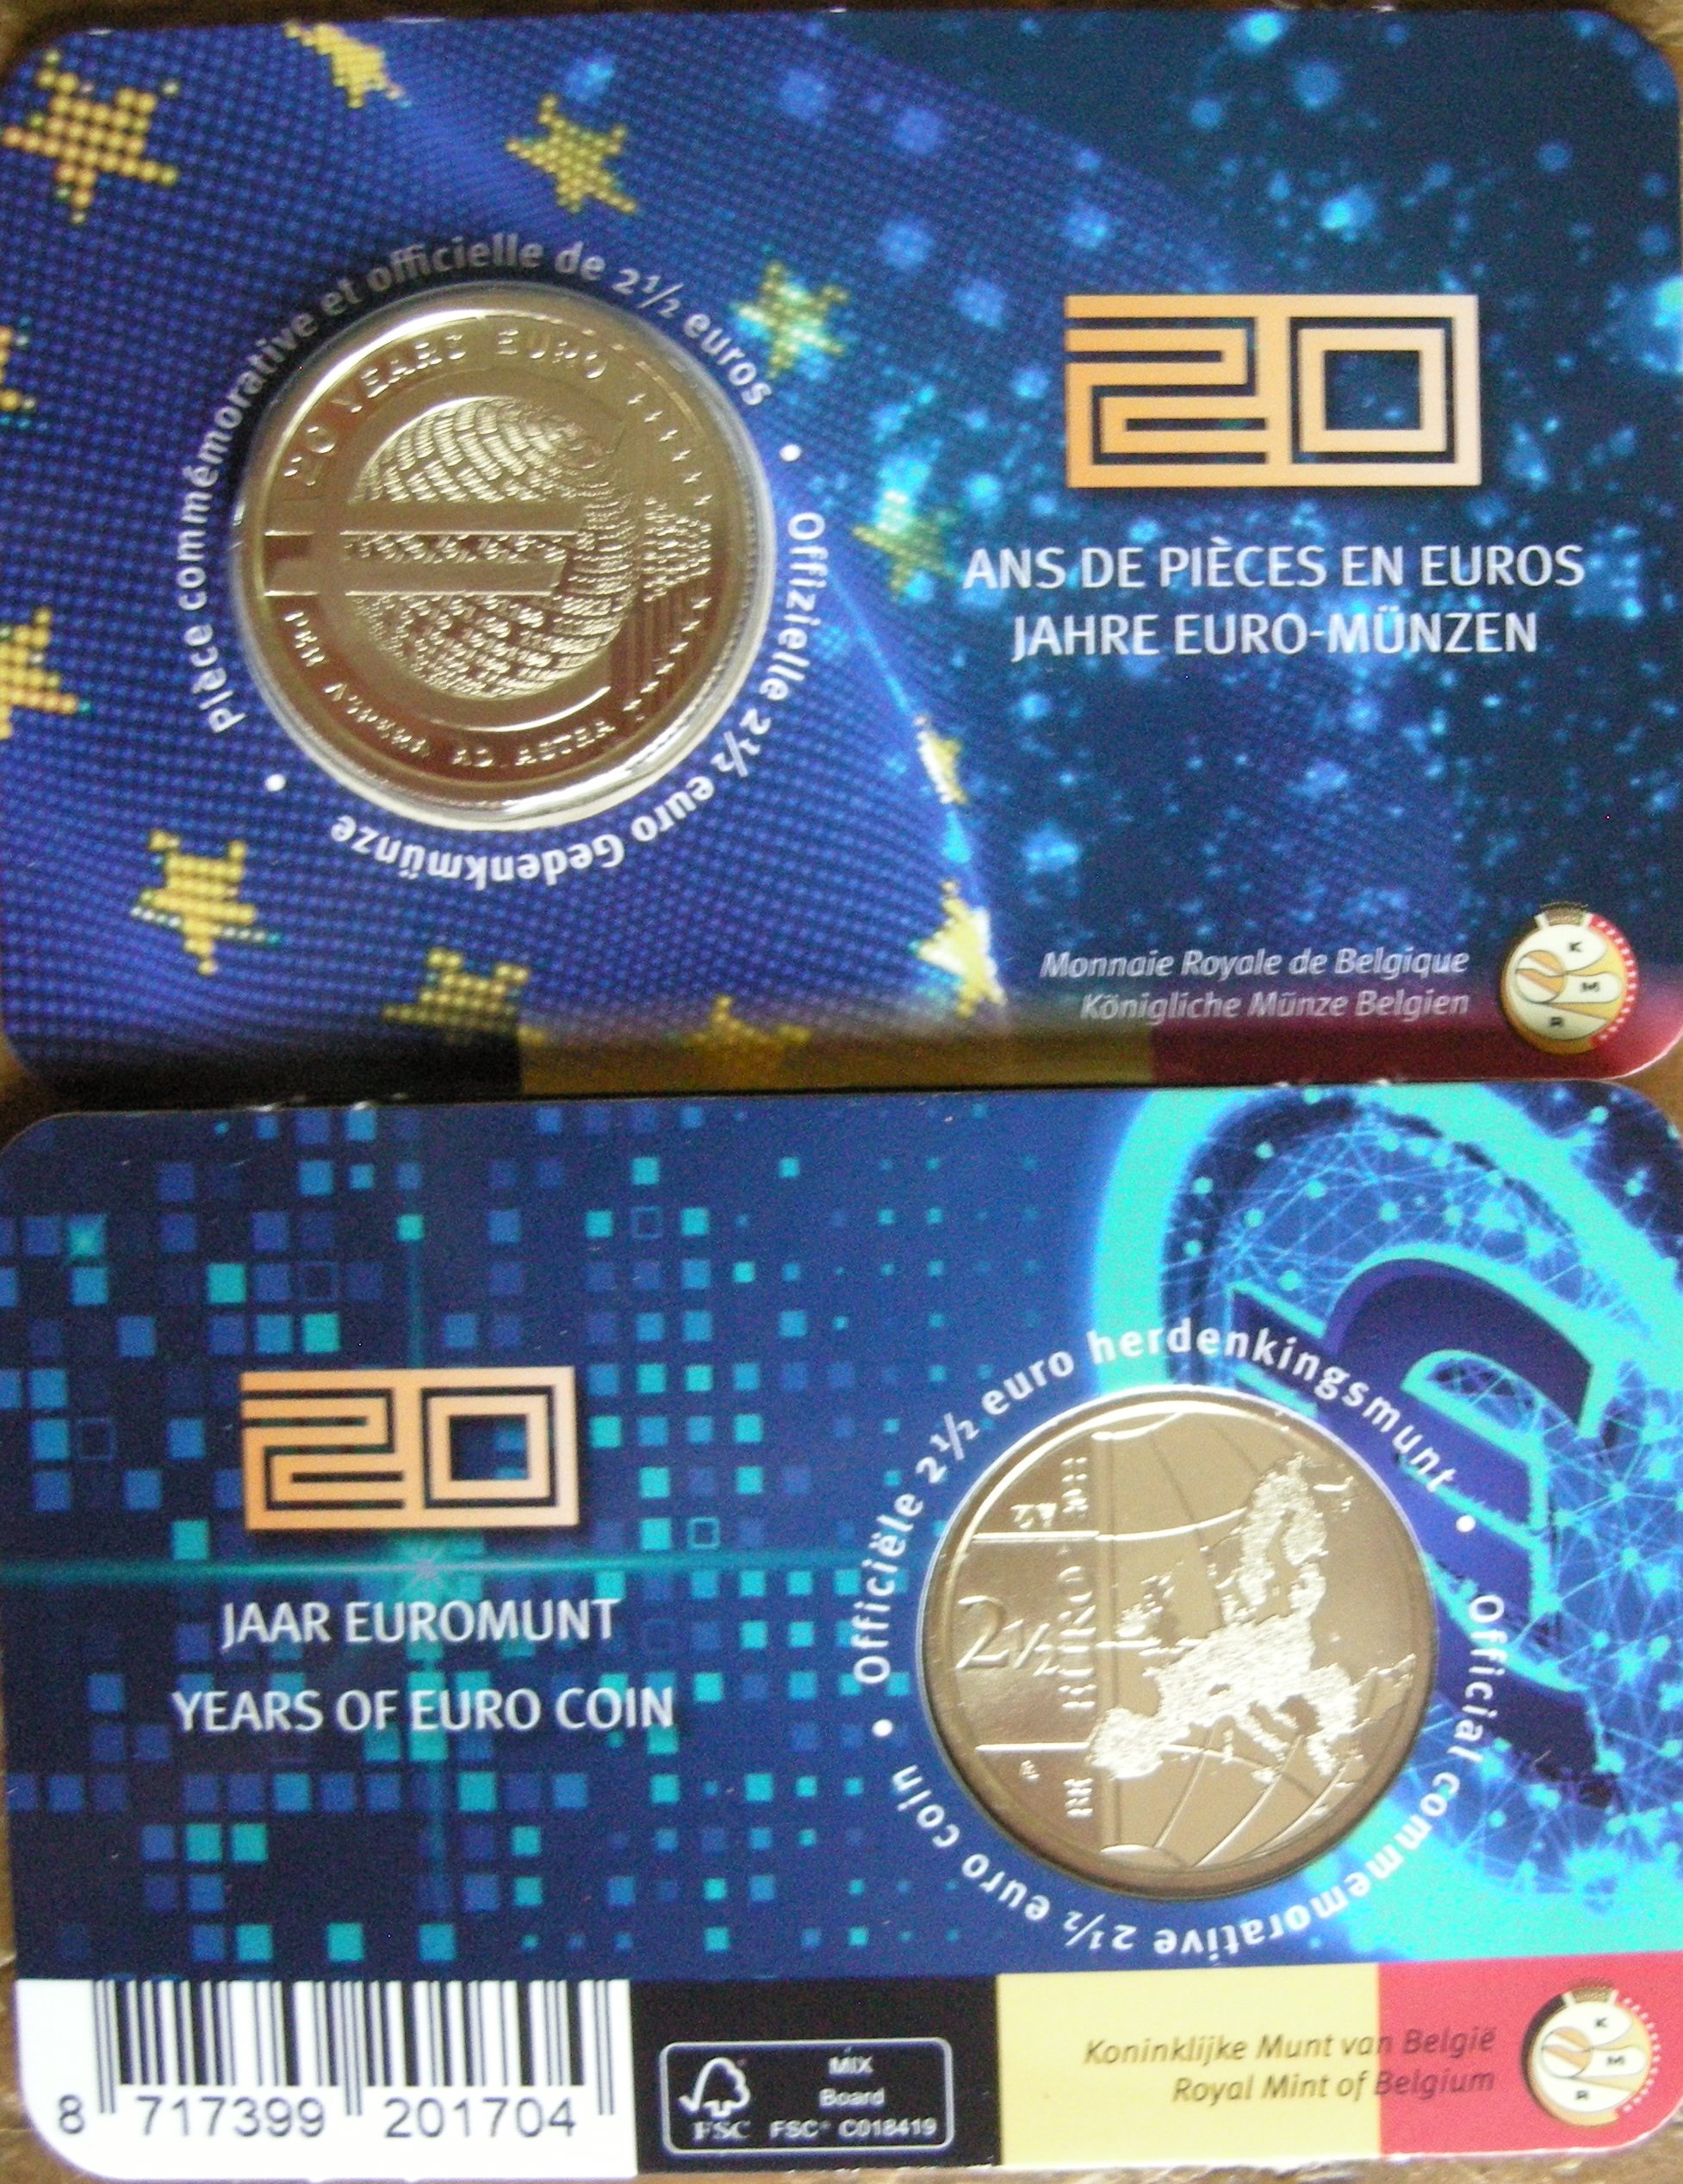 Pièce commémorative et officielle de 2½ euros • Offizielle 2½ euro Gedenkmünze •
20 YEARS EURO
PER ASPERA AD ASTRA
20
ANS DE PIÈCES EN EUROS
JAHRE EURO-MÜNZEN
Monnaie Royale de Belgique
Königliche Münze Belgien
K
M
R
20
JAAR EUROMUNT
YEARS OF EURO COIN
Officiële 2½ euro herdenkingsmunt • Official commemorative 2½ euro coin •
2½
EURO
BE
8 717399 201704
FSC
MIX
Board
FSC® C018419
Koninklijke Munt van België
Royal Mint of Belgium
K
M
R